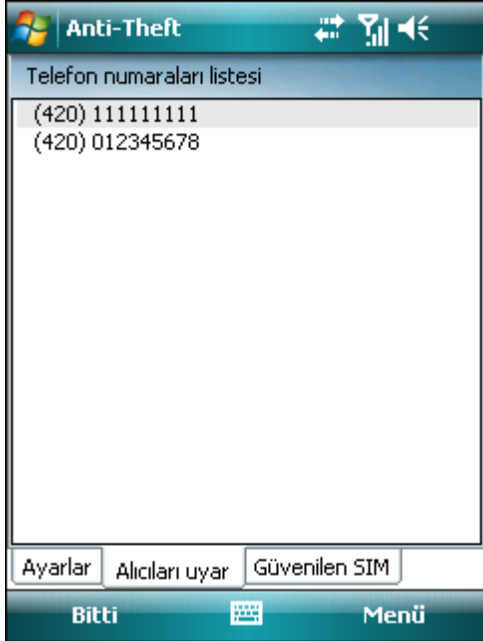 Anti-Theft
Telefon numaraları listesi
(420) 111111111
(420) 012345678
Ayarlar Alıcıları uyar Güvenilen SIM
Bitti Menü